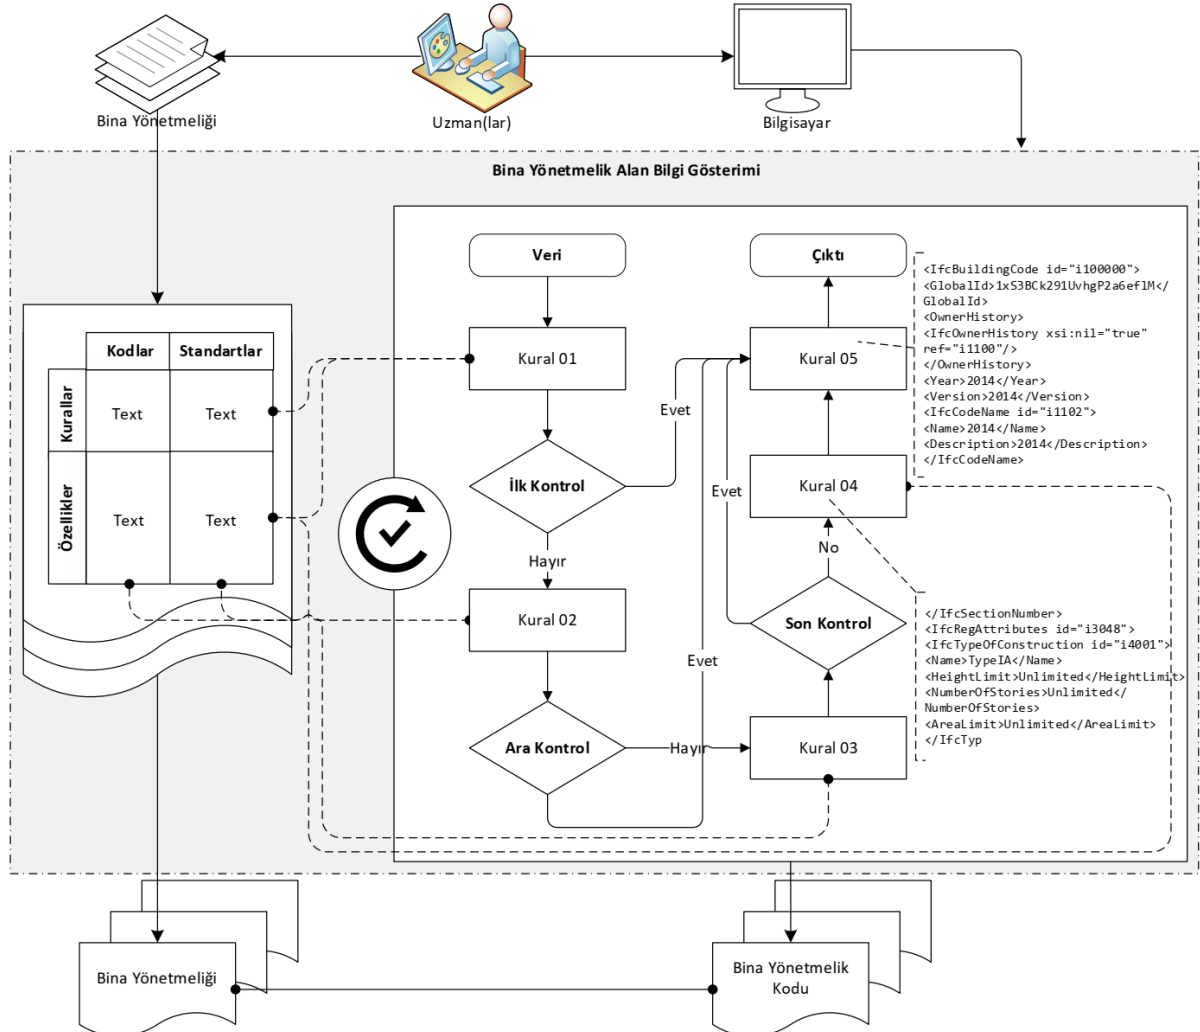 Bina Yönetmeliği
Uzman(lar)
Bilgisayar
Bina Yönetmelik Alan Bilgi Gösterimi
Kodlar
Standartlar
Kurallar
Text
Text
Özellikler
Text
Text
Veri
Kural 01
İlk Kontrol
Evet
Hayır
Kural 02
Ara Kontrol
Hayır
Evet
Çıktı
Kural 05
Evet
Kural 04
No
Son Kontrol
Kural 03
<IfcBuildingCode id="i100000">
<GlobalId>1xS3BCk291UvhgP2a6eflM</
GlobalId>
<OwnerHistory>
<IfcOwnerHistory xsi:nil="true"
ref="i1100"/>
</OwnerHistory>
<Year>2014</Year>
<Version>2014</Version>
<IfcCodeName id="i1102">
<Name>2014</Name>
<Description>2014</Description>
</IfcCodeName>
</IfcSectionNumber>
<IfcRegAttributes id="i3048">
<IfcTypeOfConstruction id="i4001">
<Name>TypeIA</Name>
<HeightLimit>Unlimited</HeightLimit>
<NumberOfStories>Unlimited</
NumberOfStories>
<AreaLimit>Unlimited</AreaLimit>
</IfcTyp
Bina Yönetmeliği
Bina Yönetmelik
Kodu